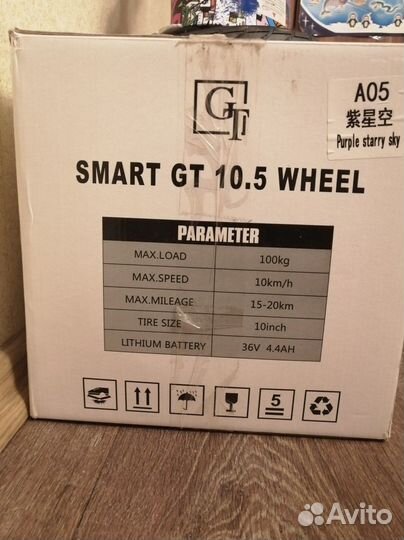 GT
A05
紫星空
Purple starry sky
SMART GT 10.5 WHEEL
PARAMETER
MAX.LOAD 100kg
MAX.SPEED 10km/h
MAX.MILEAGE 15-20km
TIRE SIZE 10inch
LITHIUM BATTERY 36V 4.4AH
5
Avito